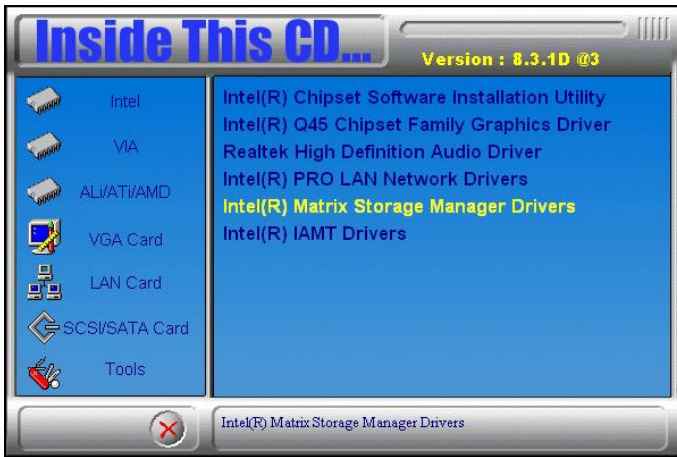 Inside This CD...
Version : 8.3.1D @3
Intel
VIA
ALi/ATi/AMD
VGA Card
LAN Card
SCSI/SATA Card
Tools
Intel(R) Chipset Software Installation Utility
Intel(R) Q45 Chipset Family Graphics Driver
Realtek High Definition Audio Driver
Intel(R) PRO LAN Network Drivers
Intel(R) Matrix Storage Manager Drivers
Intel(R) IAMT Drivers
Intel(R) Matrix Storage Manager Drivers